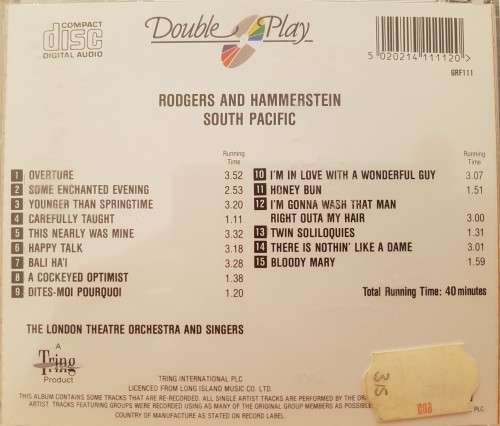 COMPACT
disc
DIGITAL AUDIO
Double Play
5 020214 111120 >
GRF111
RODGERS AND HAMMERSTEIN
SOUTH PACIFIC
Running
Time
1 OVERTURE 3.52
2 SOME ENCHANTED EVENING 2.53
3 YOUNGER THAN SPRINGTIME 3.20
4 CAREFULLY TAUGHT 1.11
5 THIS NEARLY WAS MINE 3.32
6 HAPPY TALK 3.18
7 BALI HA'I 3.28
8 A COCKEYED OPTIMIST 1.38
9 DITES-MOI POURQUOI 1.20
Running
Time
10 I'M IN LOVE WITH A WONDERFUL GUY 3.07
11 HONEY BUN 1.51
12 I'M GONNA WASH THAT MAN
RIGHT OUTA MY HAIR 3.00
13 TWIN SOLILOQUIES 1.31
14 THERE IS NOTHIN' LIKE A DAME 3.01
15 BLOODY MARY 1.59
Total Running Time: 40 minutes
THE LONDON THEATRE ORCHESTRA AND SINGERS
A
Tring
Product
TRING INTERNATIONAL PLC
LICENCED FROM LONG ISLAND MUSIC CO. LTD.
THIS ALBUM CONTAINS SOME TRACKS THAT ARE RE-RECORDED. ALL SINGLE ARTIST TRACKS ARE PERFORMED BY THE
ARTIST. TRACKS FEATURING GROUPS WERE RECORDED USING AS MANY OF THE ORIGINAL GROUP MEMBERS AS POSSIBLE
COUNTRY OF MANUFACTURE AS STATED ON RECORD LABEL.
315